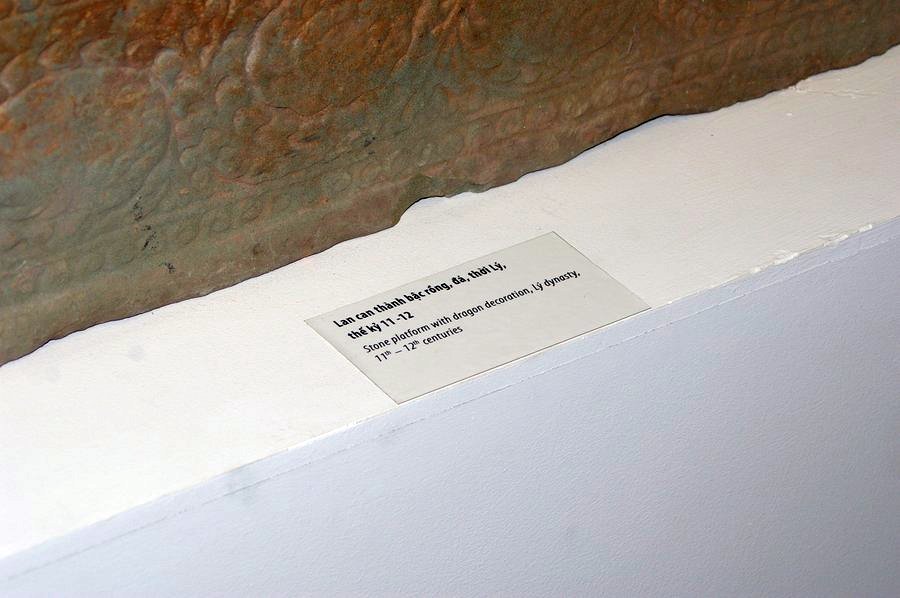 Lan can thành bậc rồng, đá, thời Lý,
thế kỷ 11 -12
Stone platform with dragon decoration, Lý dynasty,
11th – 12th centuries